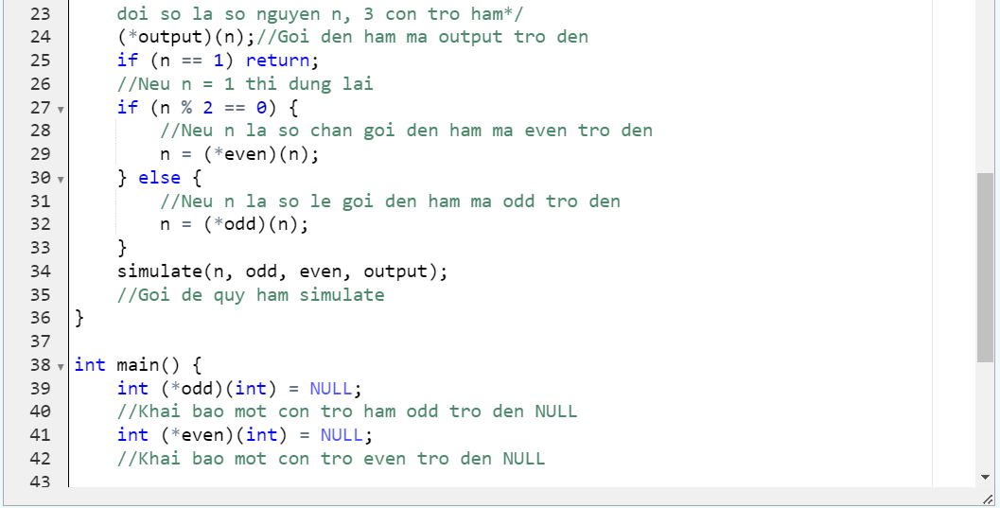 23 doi so la so nguyen n, 3 con tro ham*/
24 (*output)(n);//Goi den ham ma output tro den
25 if (n == 1) return;
26 //Neu n = 1 thi dung lai
27 if (n % 2 == 0) {
28 //Neu n la so chan goi den ham ma even tro den
29 n = (*even)(n);
30 } else {
31 //Neu n la so le goi den ham ma odd tro den
32 n = (*odd)(n);
33 }
34 simulate(n, odd, even, output);
35 //Goi de quy ham simulate
36 }
37
38 int main() {
39 int (*odd)(int) = NULL;
40 //Khai bao mot con tro ham odd tro den NULL
41 int (*even)(int) = NULL;
42 //Khai bao mot con tro even tro den NULL
43